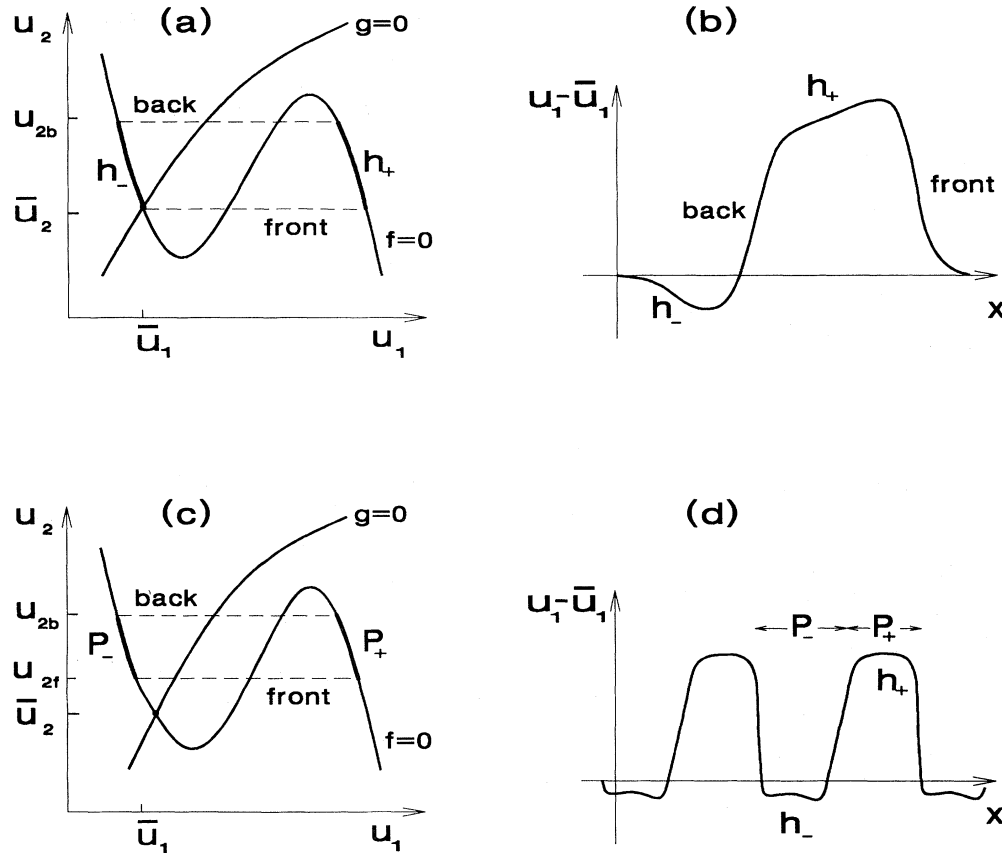 (a)
u₂
g=0
back
u₂b
h₋
h₊
ū₂
front
f=0
ū₁
u₁
(b)
u₁-ū₁
h₊
back
front
h₋
x
(c)
u₂
g=0
back
u₂b
P₋
P₊
u₂f
front
ū₂
f=0
ū₁
u₁
(d)
u₁-ū₁
P₋ P₊
h₊
h₋
x